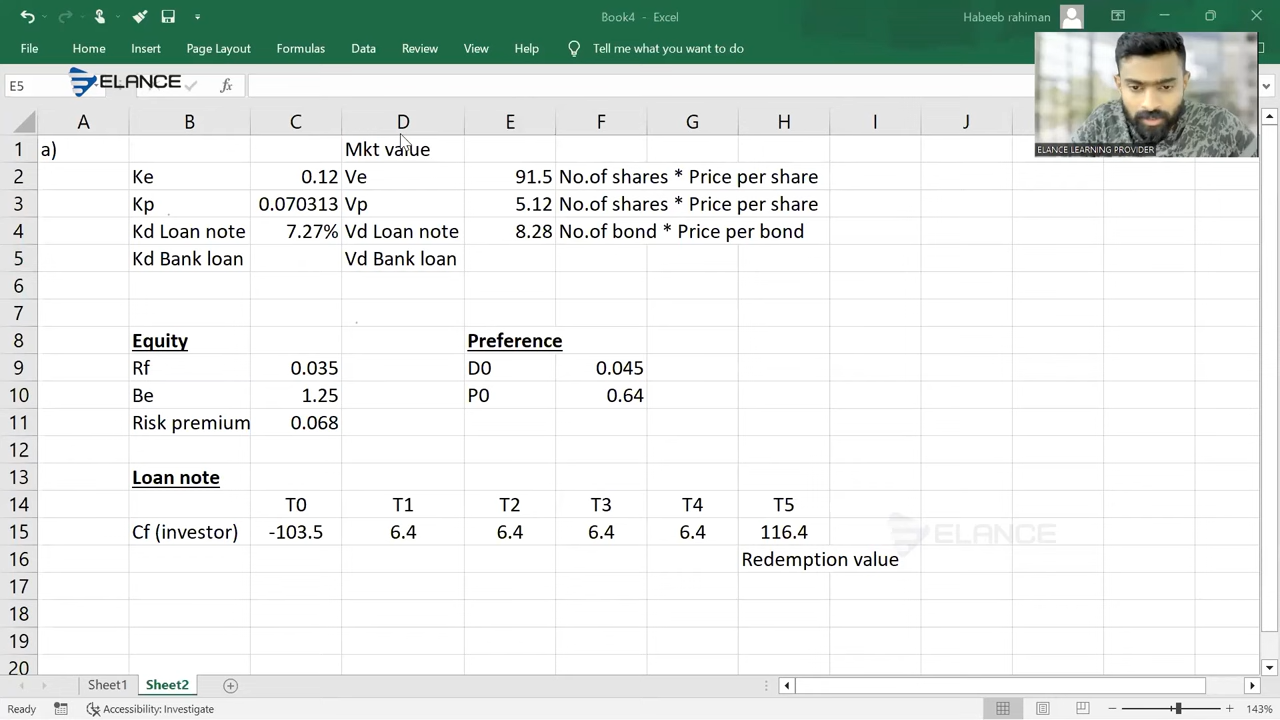 Book4 - Excel
Habeeb rahiman
File Home Insert Page Layout Formulas Data Review View Help Tell me what you want to do
E5
ELANCE
fx
ELANCE LEARNING PROVIDER
A B C D E F G H I J
1 a) Mkt value
2 Ke 0.12 Ve 91.5 No.of shares * Price per share
3 Kp 0.070313 Vp 5.12 No.of shares * Price per share
4 Kd Loan note 7.27% Vd Loan note 8.28 No.of bond * Price per bond
5 Kd Bank loan Vd Bank loan
6
7
8 Equity Preference
9 Rf 0.035 D0 0.045
10 Be 1.25 P0 0.64
11 Risk premium 0.068
12
13 Loan note
14 T0 T1 T2 T3 T4 T5
15 Cf (investor) -103.5 6.4 6.4 6.4 6.4 116.4
ELANCE
16 Redemption value
17
18
19
20
Sheet1 Sheet2
Ready Accessibility: Investigate 143%